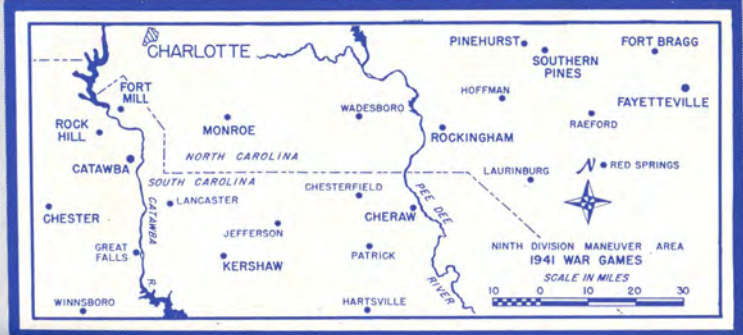 CHARLOTTE
PINEHURST
SOUTHERN
PINES
FORT BRAGG
FORT
MILL
HOFFMAN
FAYETTEVILLE
WADESBORO
RAEFORD
ROCK
HILL
MONROE
ROCKINGHAM
CATAWBA
NORTH CAROLINA
SOUTH CAROLINA
LAURINBURG
N
RED SPRINGS
CHESTER
LANCASTER
CHESTERFIELD
CATAWBA R.
CHERAW
PEE DEE RIVER
JEFFERSON
GREAT
FALLS
KERSHAW
PATRICK
NINTH DIVISION MANEUVER AREA
1941 WAR GAMES
SCALE IN MILES
10 0 10 20 30
WINNSBORO
HARTSVILLE